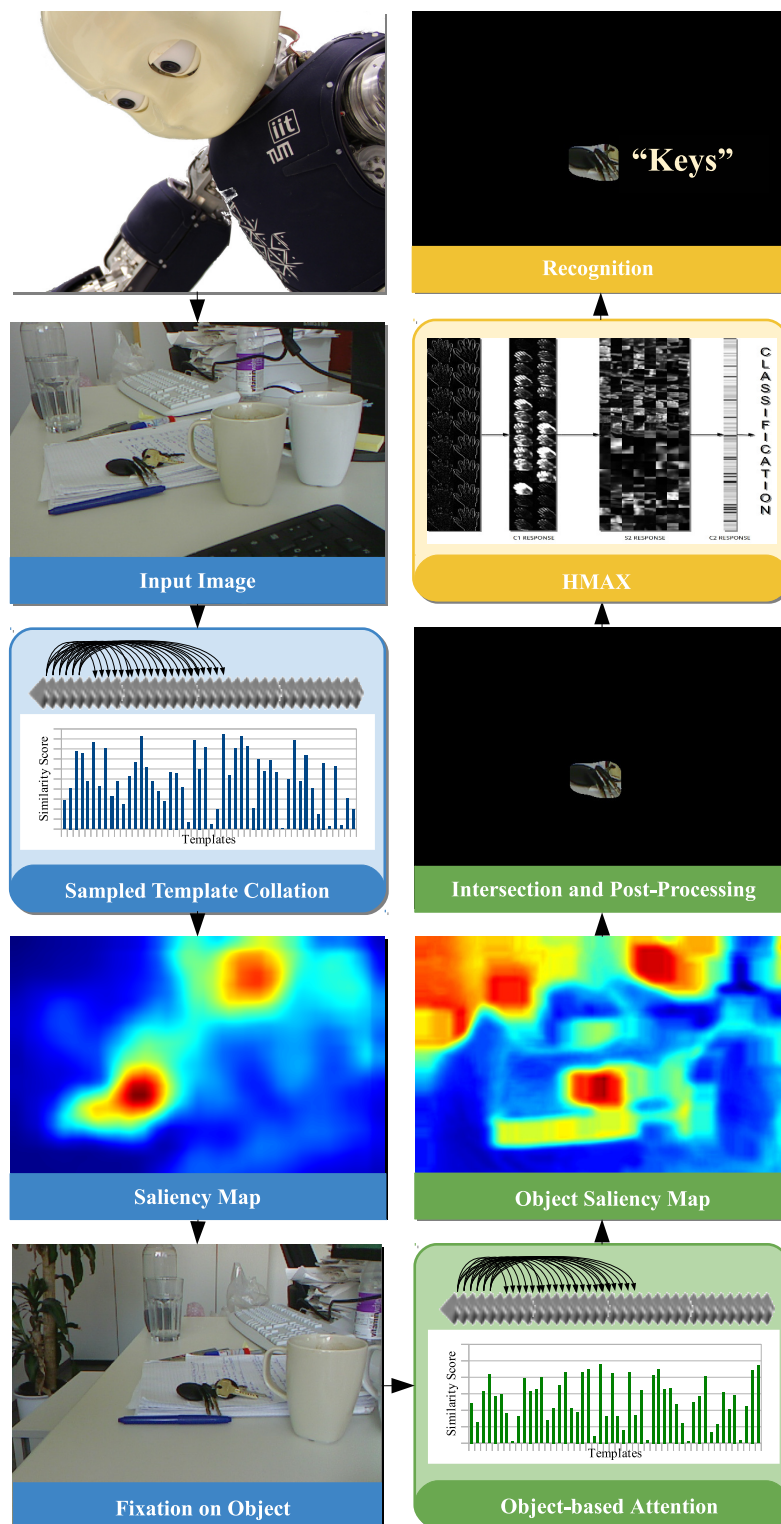 iit
TUM
Input Image
Similarity Score
Templates
Sampled Template Collation
Saliency Map
Fixation on Object
Similarity Score
Templates
Object-based Attention
Object Saliency Map
Intersection and Post-Processing
C1 RESPONSE
S2 RESPONSE
C2 RESPONSE
CLASSIFICATION
HMAX
“Keys”
Recognition